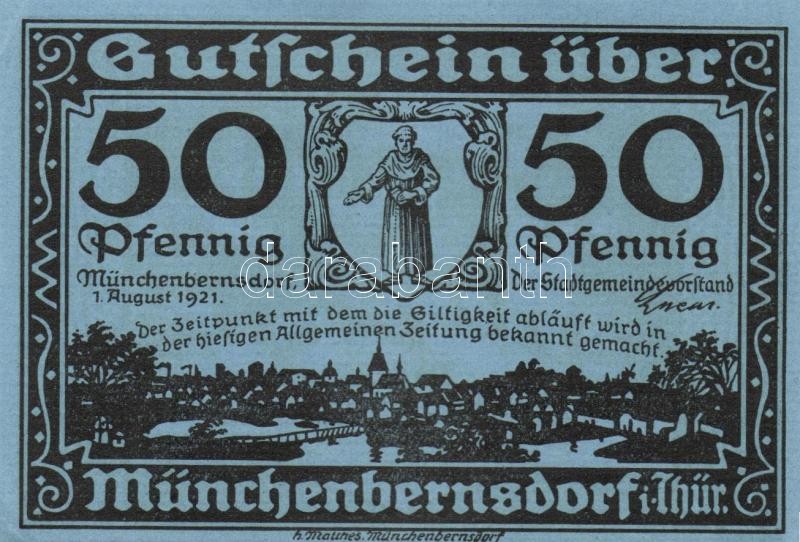 Gutschein über
50 50
Pfennig Pfennig
Münchenbernsdorf,
1. August 1921.
Der Stadtgemeindevorstand
darabanth
Der Zeitpunkt mit dem die Giltigkeit abläuft wird in
der hiesigen Allgemeinen Zeitung bekannt gemacht.
Münchenbernsdorf i. Thür.
Münchenbernsdorf